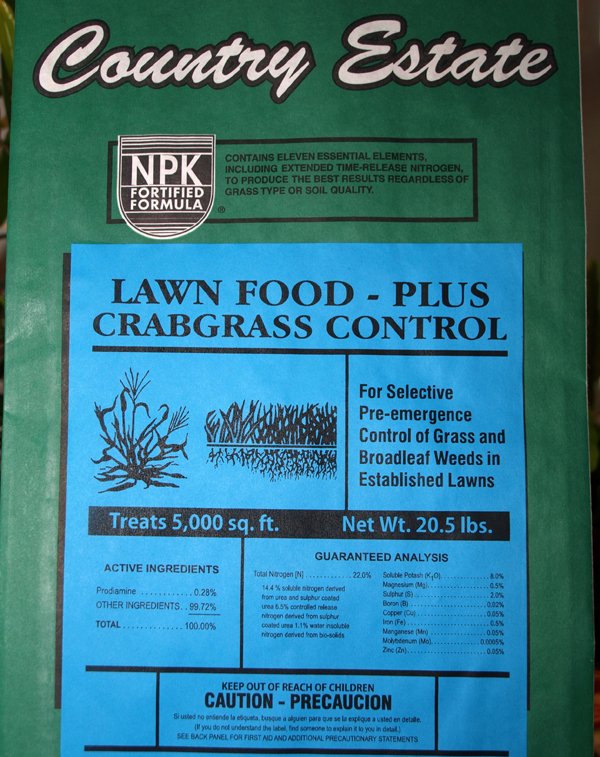 Country Estate
NPK
FORTIFIED
FORMULA
®
CONTAINS ELEVEN ESSENTIAL ELEMENTS,
INCLUDING EXTENDED TIME-RELEASE NITROGEN,
TO PRODUCE THE BEST RESULTS REGARDLESS OF
GRASS TYPE OR SOIL QUALITY.
LAWN FOOD - PLUS
CRABGRASS CONTROL
For Selective
Pre-emergence
Control of Grass and
Broadleaf Weeds in
Established Lawns
Treats 5,000 sq. ft. Net Wt. 20.5 lbs.
ACTIVE INGREDIENTS
Prodiamine . . . . . . . . . . . 0.28%
OTHER INGREDIENTS . . 99.72%
TOTAL . . . . . . . . . . . . . 100.00%
GUARANTEED ANALYSIS
Total Nitrogen [N] . . . . . . . . . . . . 22.0%
14.4 % soluble nitrogen derived
from urea and sulphur coated
urea 6.5% controlled release
nitrogen derived from sulphur
coated urea 1.1% water insoluble
nitrogen derived from bio-solids
Soluble Potash (K₂O) . . . . . . . . . . . . 8.0%
Magnesium (Mg) . . . . . . . . . . . . 0.5%
Sulphur (S) . . . . . . . . . . . . 2.0%
Boron (B) . . . . . . . . . . . . 0.02%
Copper (Cu) . . . . . . . . . . . . 0.05%
Iron (Fe) . . . . . . . . . . . . 0.5%
Manganese (Mn) . . . . . . . . . . . . 0.05%
Molybdenum (Mo) . . . . . . . . . . . . 0.0005%
Zinc (Zn) . . . . . . . . . . . . 0.05%
KEEP OUT OF REACH OF CHILDREN
CAUTION - PRECAUCION
Si usted no entiende la etiqueta, busque a alguien para que se la explique a usted en detalle.
(If you do not understand the label, find someone to explain it to you in detail.)
SEE BACK PANEL FOR FIRST AID AND ADDITIONAL PRECAUTIONARY STATEMENTS